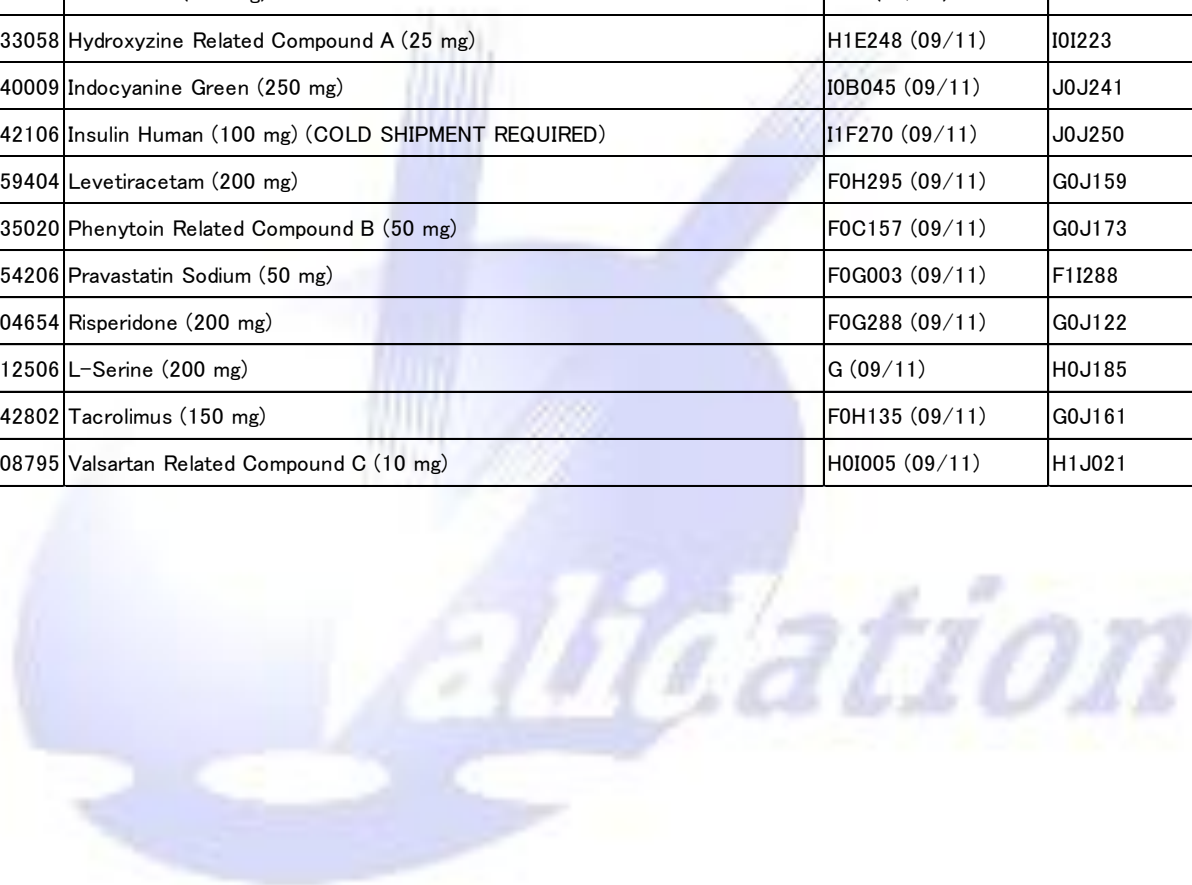 33058 Hydroxyzine Related Compound A (25 mg) H1E248 (09/11) I0I223
40009 Indocyanine Green (250 mg) I0B045 (09/11) J0J241
42106 Insulin Human (100 mg) (COLD SHIPMENT REQUIRED) I1F270 (09/11) J0J250
59404 Levetiracetam (200 mg) F0H295 (09/11) G0J159
35020 Phenytoin Related Compound B (50 mg) F0C157 (09/11) G0J173
54206 Pravastatin Sodium (50 mg) F0G003 (09/11) F1I288
04654 Risperidone (200 mg) F0G288 (09/11) G0J122
12506 L-Serine (200 mg) G (09/11) H0J185
42802 Tacrolimus (150 mg) F0H135 (09/11) G0J161
08795 Valsartan Related Compound C (10 mg) H0I005 (09/11) H1J021
Validation